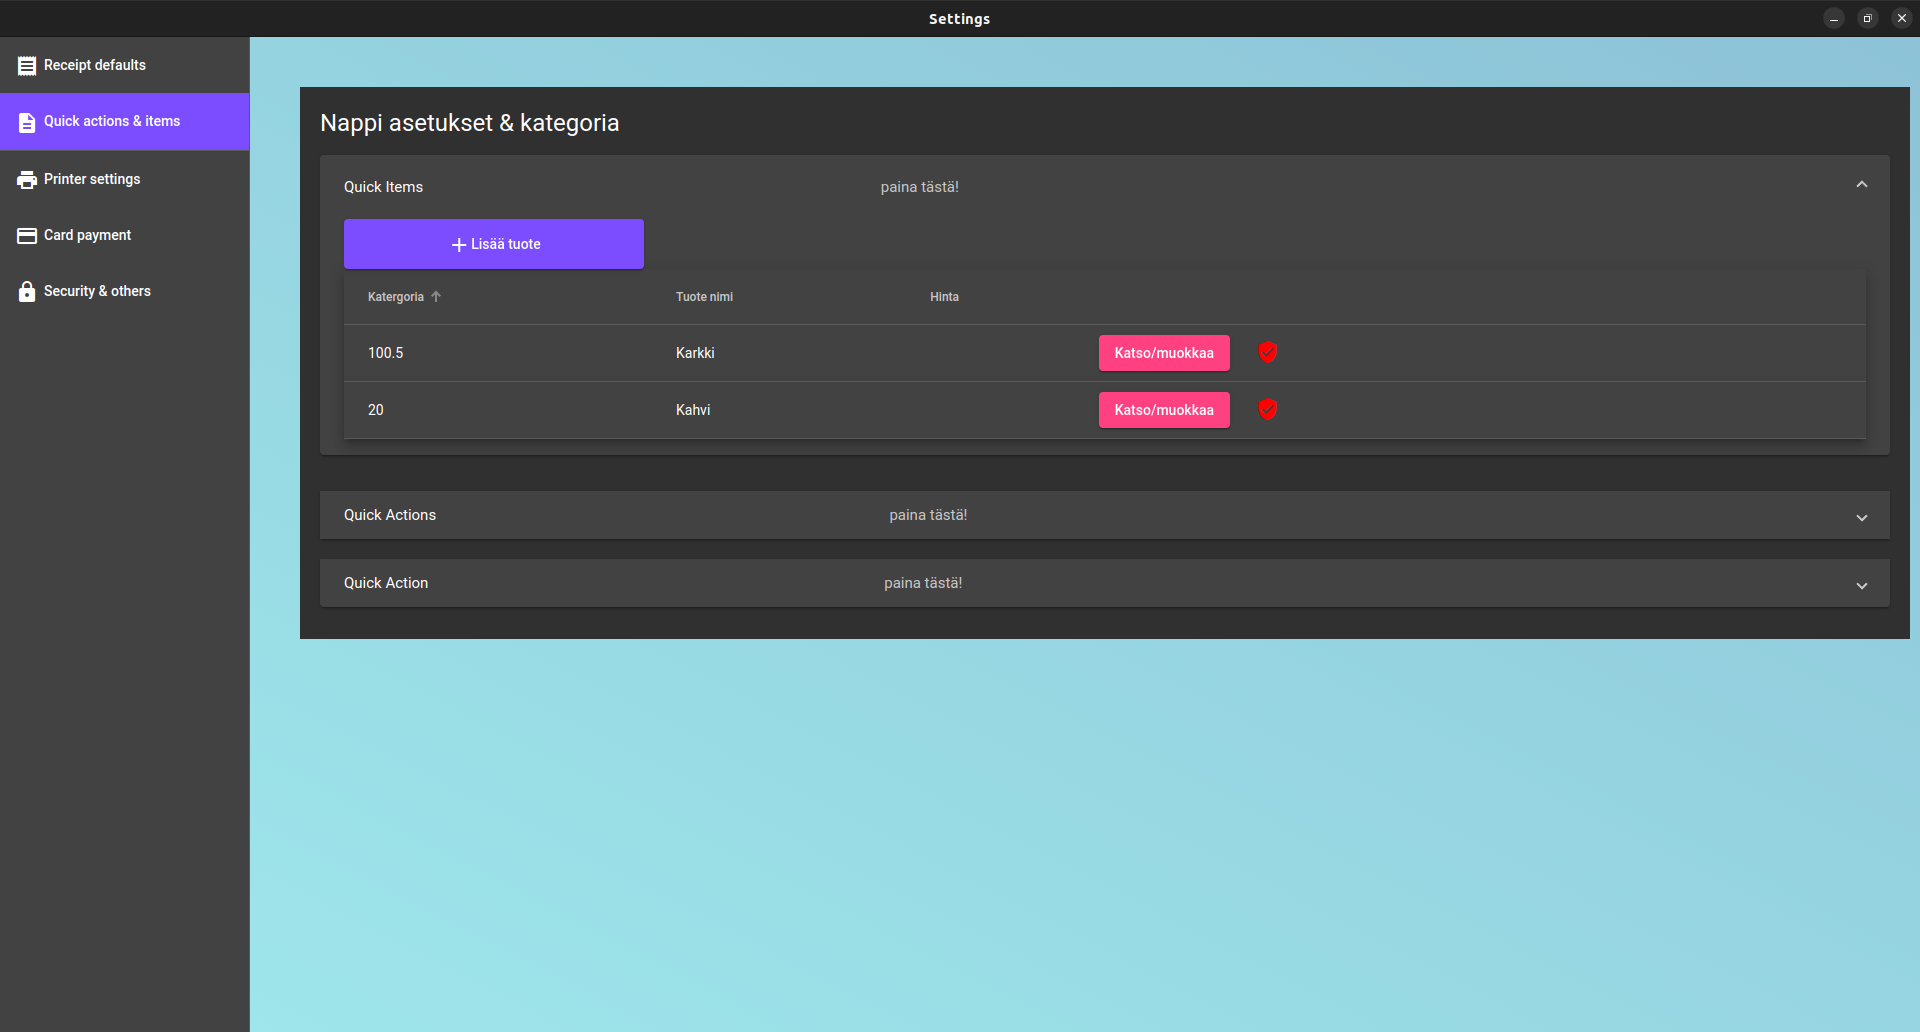 Settings
Receipt defaults
Quick actions & items
Printer settings
Card payment
Security & others
Nappi asetukset & kategoria
Quick Items paina tästä!
Lisää tuote
Katergoria Tuote nimi Hinta
100.5 Karkki Katso/muokkaa
20 Kahvi Katso/muokkaa
Quick Actions paina tästä!
Quick Action paina tästä!